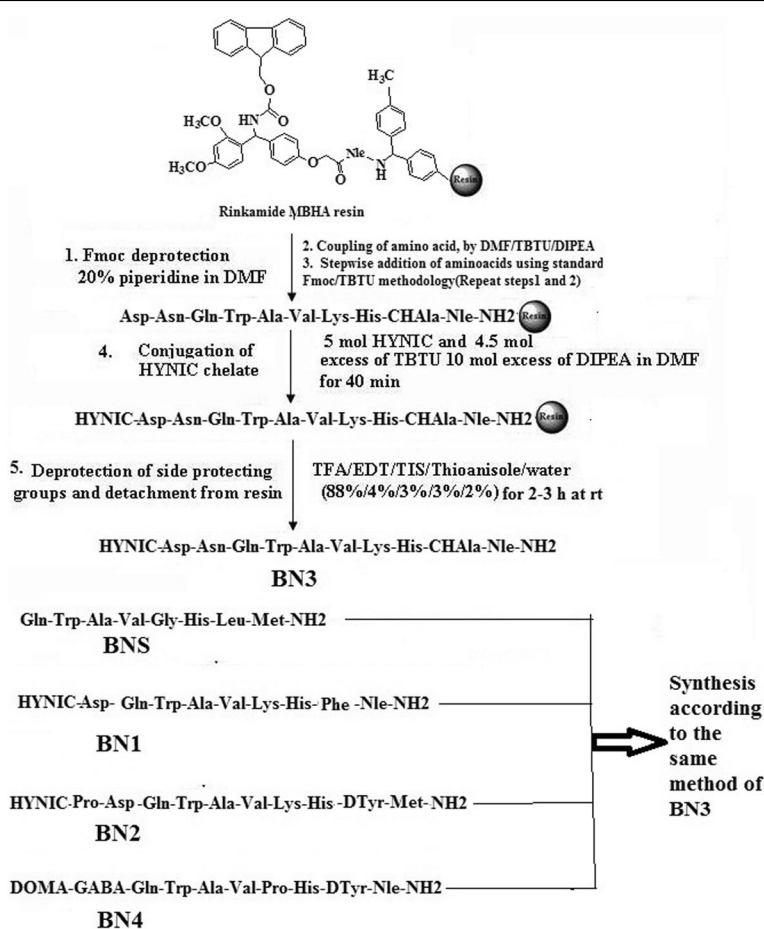 H₃C
O
O
HN
H₃CO
H₃CO
O
O
Nle
N
H
Resin
Rinkamide MBHA resin
1. Fmoc deprotection
20% piperidine in DMF
2. Coupling of amino acid, by DMF/TBTU/DIPEA
3. Stepwise addition of aminoacids using standard
Fmoc/TBTU methodology(Repeat steps1 and 2)
Asp-Asn-Gln-Trp-Ala-Val-Lys-His-CHAla-Nle-NH2 Resin
4. Conjugation of
HYNIC chelate
5 mol HYNIC and 4.5 mol
excess of TBTU 10 mol excess of DIPEA in DMF
for 40 min
HYNIC-Asp-Asn-Gln-Trp-Ala-Val-Lys-His-CHAla-Nle-NH2 Resin
5. Deprotection of side protecting
groups and detachment from resin
TFA/EDT/TIS/Thioanisole/water
(88%/4%/3%/3%/2%) for 2-3 h at rt
HYNIC-Asp-Asn-Gln-Trp-Ala-Val-Lys-His-CHAla-Nle-NH2
BN3
Gln-Trp-Ala-Val-Gly-His-Leu-Met-NH2
BNS
HYNIC-Asp- Gln-Trp-Ala-Val-Lys-His- Phe -Nle-NH2
BN1
HYNIC-Pro-Asp -Gln-Trp-Ala-Val-Lys-His -DTyr-Met- NH2
BN2
DOMA-GABA-Gln-Trp-Ala-Val-Pro-His-DTyr-Nle-NH2
BN4
Synthesis
according
to the
same
method of
BN3